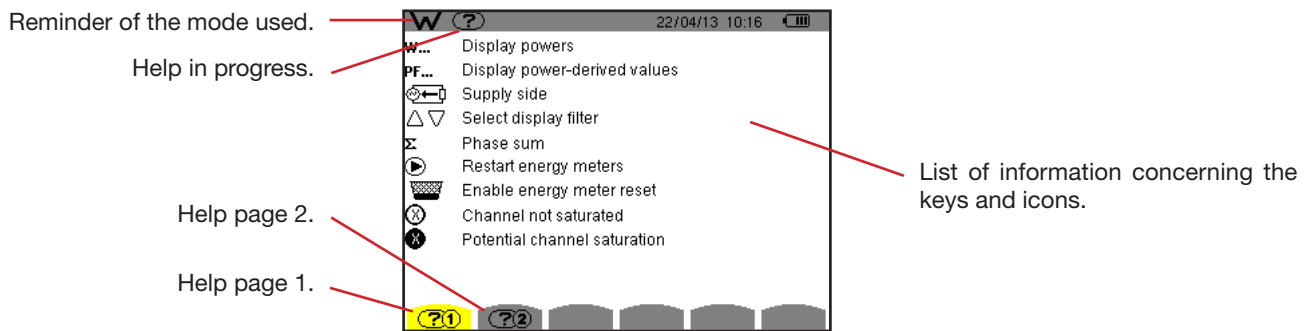 Reminder of the mode used.
Help in progress.
Help page 2.
Help page 1.
W ? 22/04/13 10:16
W... Display powers
PF... Display power-derived values
Supply side
△ ▽ Select display filter
Σ Phase sum
Restart energy meters
Enable energy meter reset
X Channel not saturated
X Potential channel saturation
?1 ?2
List of information concerning the
keys and icons.